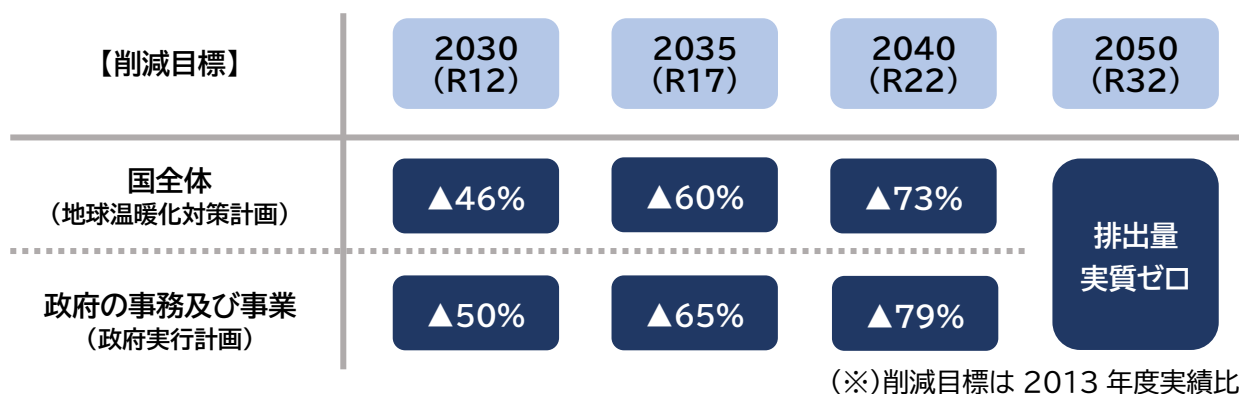 【削減目標】
2030
(R12)
2035
(R17)
2040
(R22)
2050
(R32)
国全体
(地球温暖化対策計画)
▲46%
▲60%
▲73%
排出量
実質ゼロ
政府の事務及び事業
(政府実行計画)
▲50%
▲65%
▲79%
(※)削減目標は 2013 年度実績比